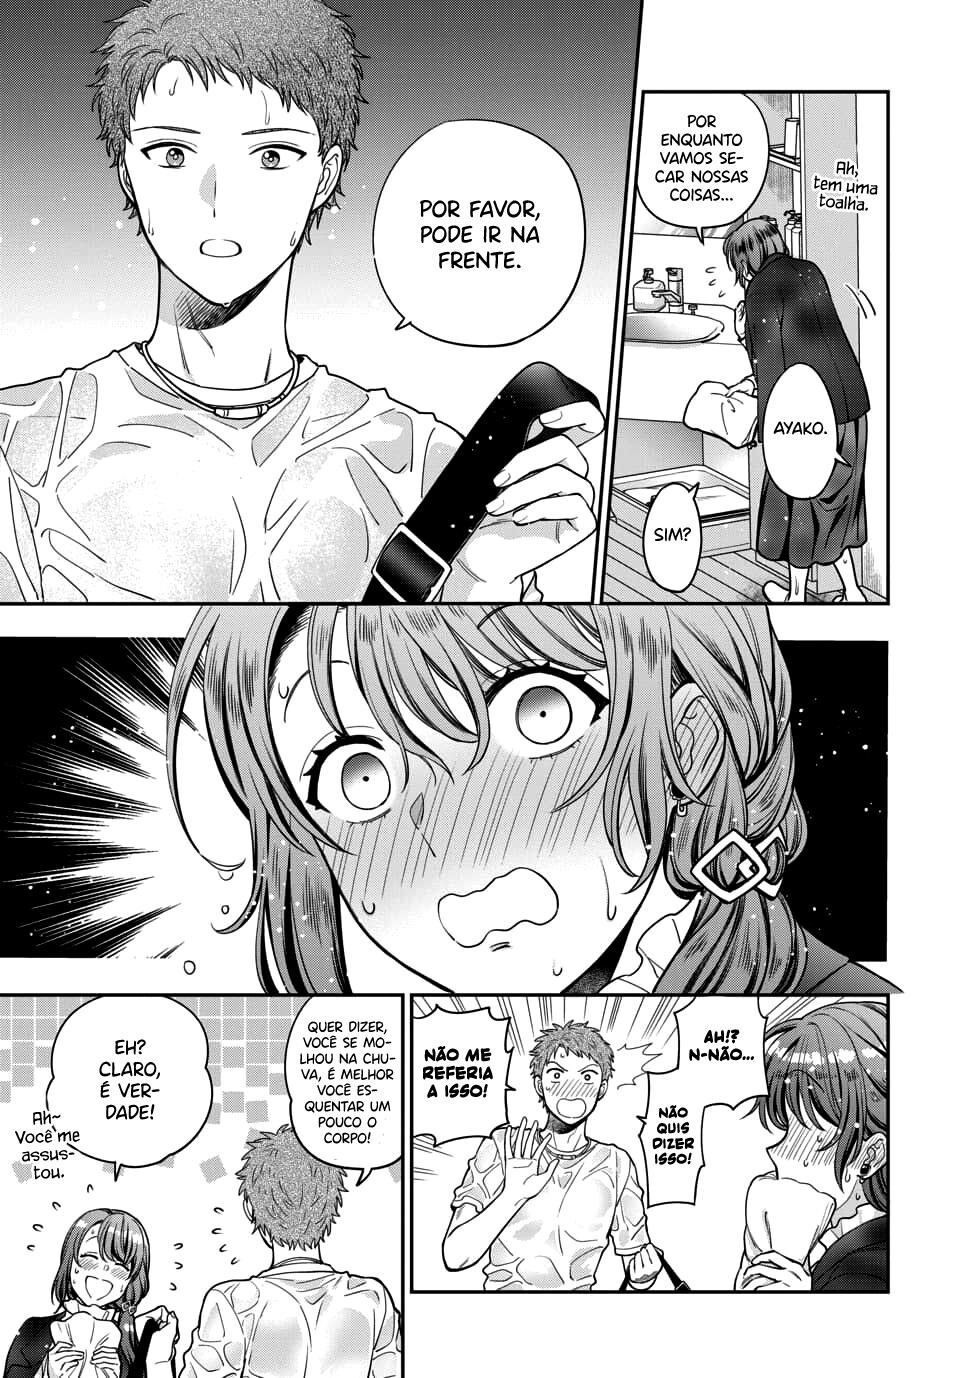 POR
ENQUANTO
VAMOS SE-
CAR NOSSAS
COISAS...
Ah,
tem uma
toalha.
AYAKO.
SIM?
POR FAVOR,
PODE IR NA
FRENTE.
AH!?
N-NÃO...
NÃO
QUIS
DIZER
ISSO!
NÃO ME
REFERIA
A ISSO!
QUER DIZER,
VOCÊ SE MO-
LHOU NA CHU-
VA, É MELHOR
VOCÊ ES-
QUENTAR UM
POUCO O
CORPO!
EH?
CLARO,
É VER-
DADE!
Ah~
Você me
assus-
tou.